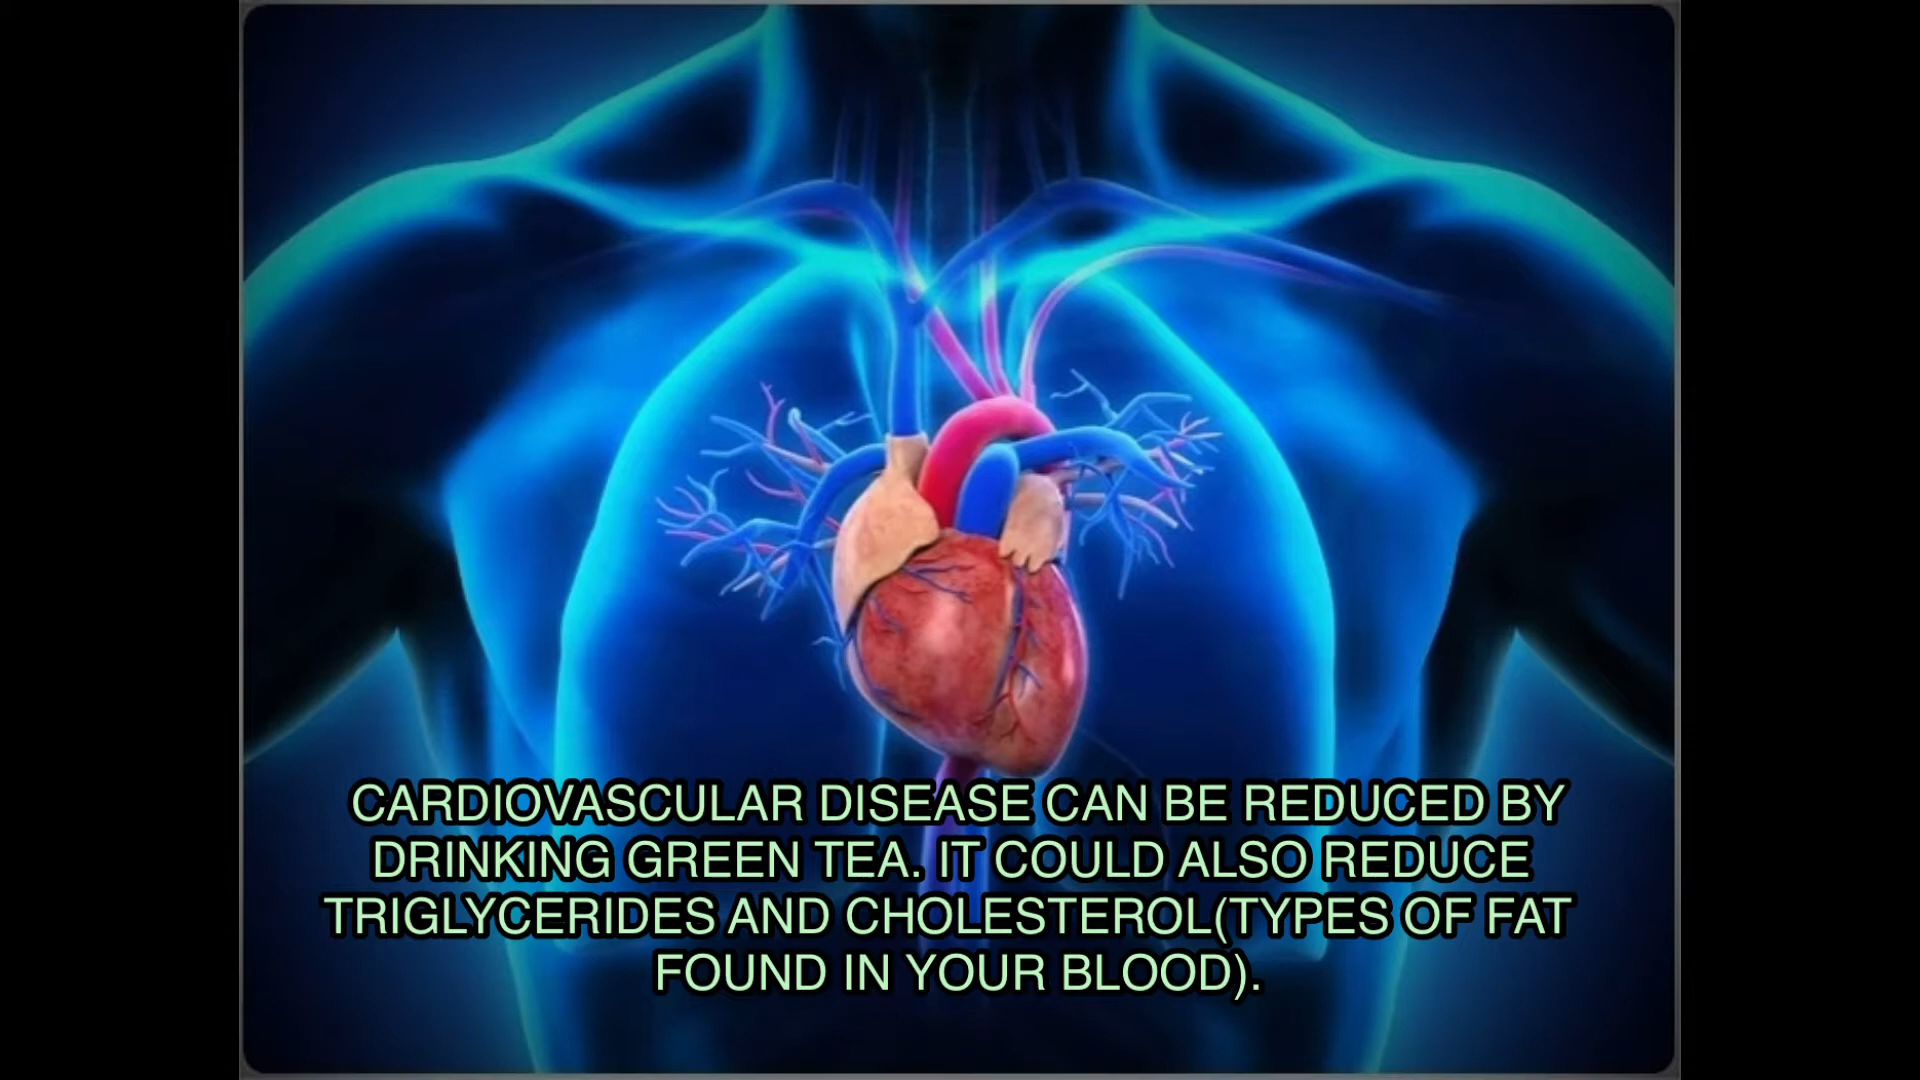 CARDIOVASCULAR DISEASE CAN BE REDUCED BY
DRINKING GREEN TEA. IT COULD ALSO REDUCE
TRIGLYCERIDES AND CHOLESTEROL(TYPES OF FAT
FOUND IN YOUR BLOOD).